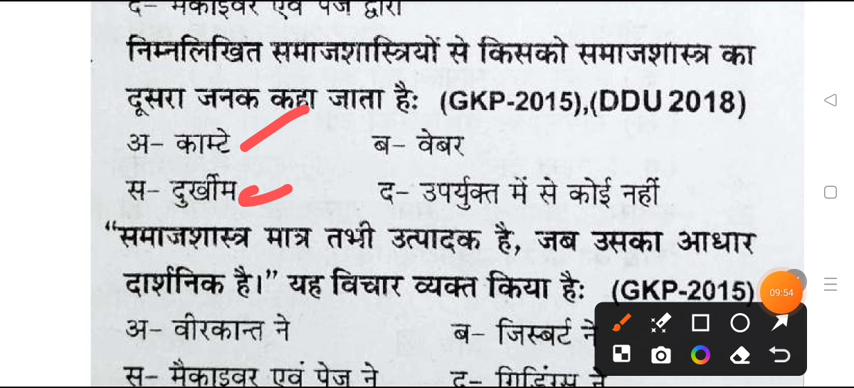 द– मैकाइवर एवं पेज द्वारा
निम्नलिखित समाजशास्त्रियों से किसको समाजशास्त्र का
दूसरा जनक कहा जाता हैः (GKP-2015),(DDU 2018)
अ– काम्टे ब– वेबर
स– दुर्खीम द– उपर्युक्त में से कोई नहीं
“समाजशास्त्र मात्र तभी उत्पादक है, जब उसका आधार
दार्शनिक है।” यह विचार व्यक्त किया हैः (GKP-2015)
09:54
अ– वीरकान्त ने ब– जिस्बर्ट ने
स– मैकाइवर एवं पेज ने द– गिडिंग्स ने